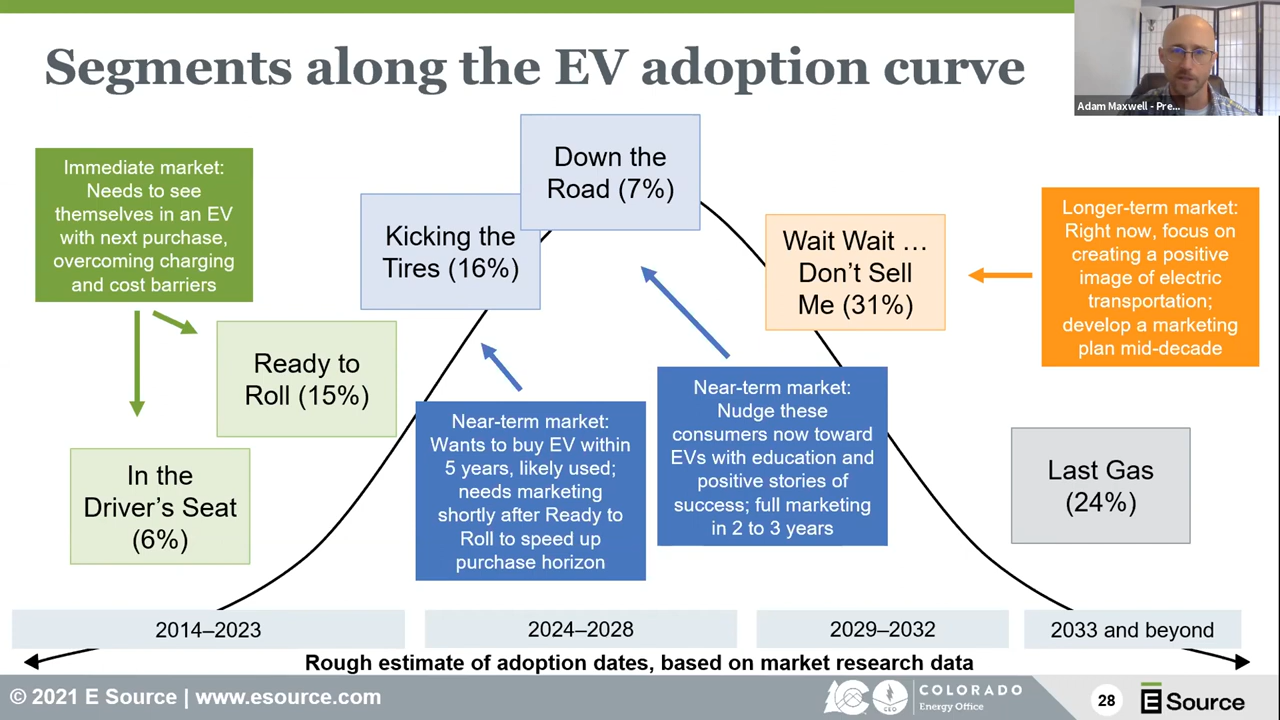 Segments along the EV adoption curve
Adam Maxwell - Pre...
Immediate market:
Needs to see
themselves in an EV
with next purchase,
overcoming charging
and cost barriers
Ready to
Roll (15%)
In the
Driver’s Seat
(6%)
Kicking the
Tires (16%)
Down the
Road (7%)
Near-term market:
Wants to buy EV within
5 years, likely used;
needs marketing
shortly after Ready to
Roll to speed up
purchase horizon
Near-term market:
Nudge these
consumers now toward
EVs with education and
positive stories of
success; full marketing
in 2 to 3 years
Wait Wait …
Don’t Sell
Me (31%)
Longer-term market:
Right now, focus on
creating a positive
image of electric
transportation;
develop a marketing
plan mid-decade
Last Gas
(24%)
2014–2023
2024–2028
2029–2032
2033 and beyond
Rough estimate of adoption dates, based on market research data
© 2021 E Source | www.esource.com
CEO
COLORADO
Energy Office
28
E Source